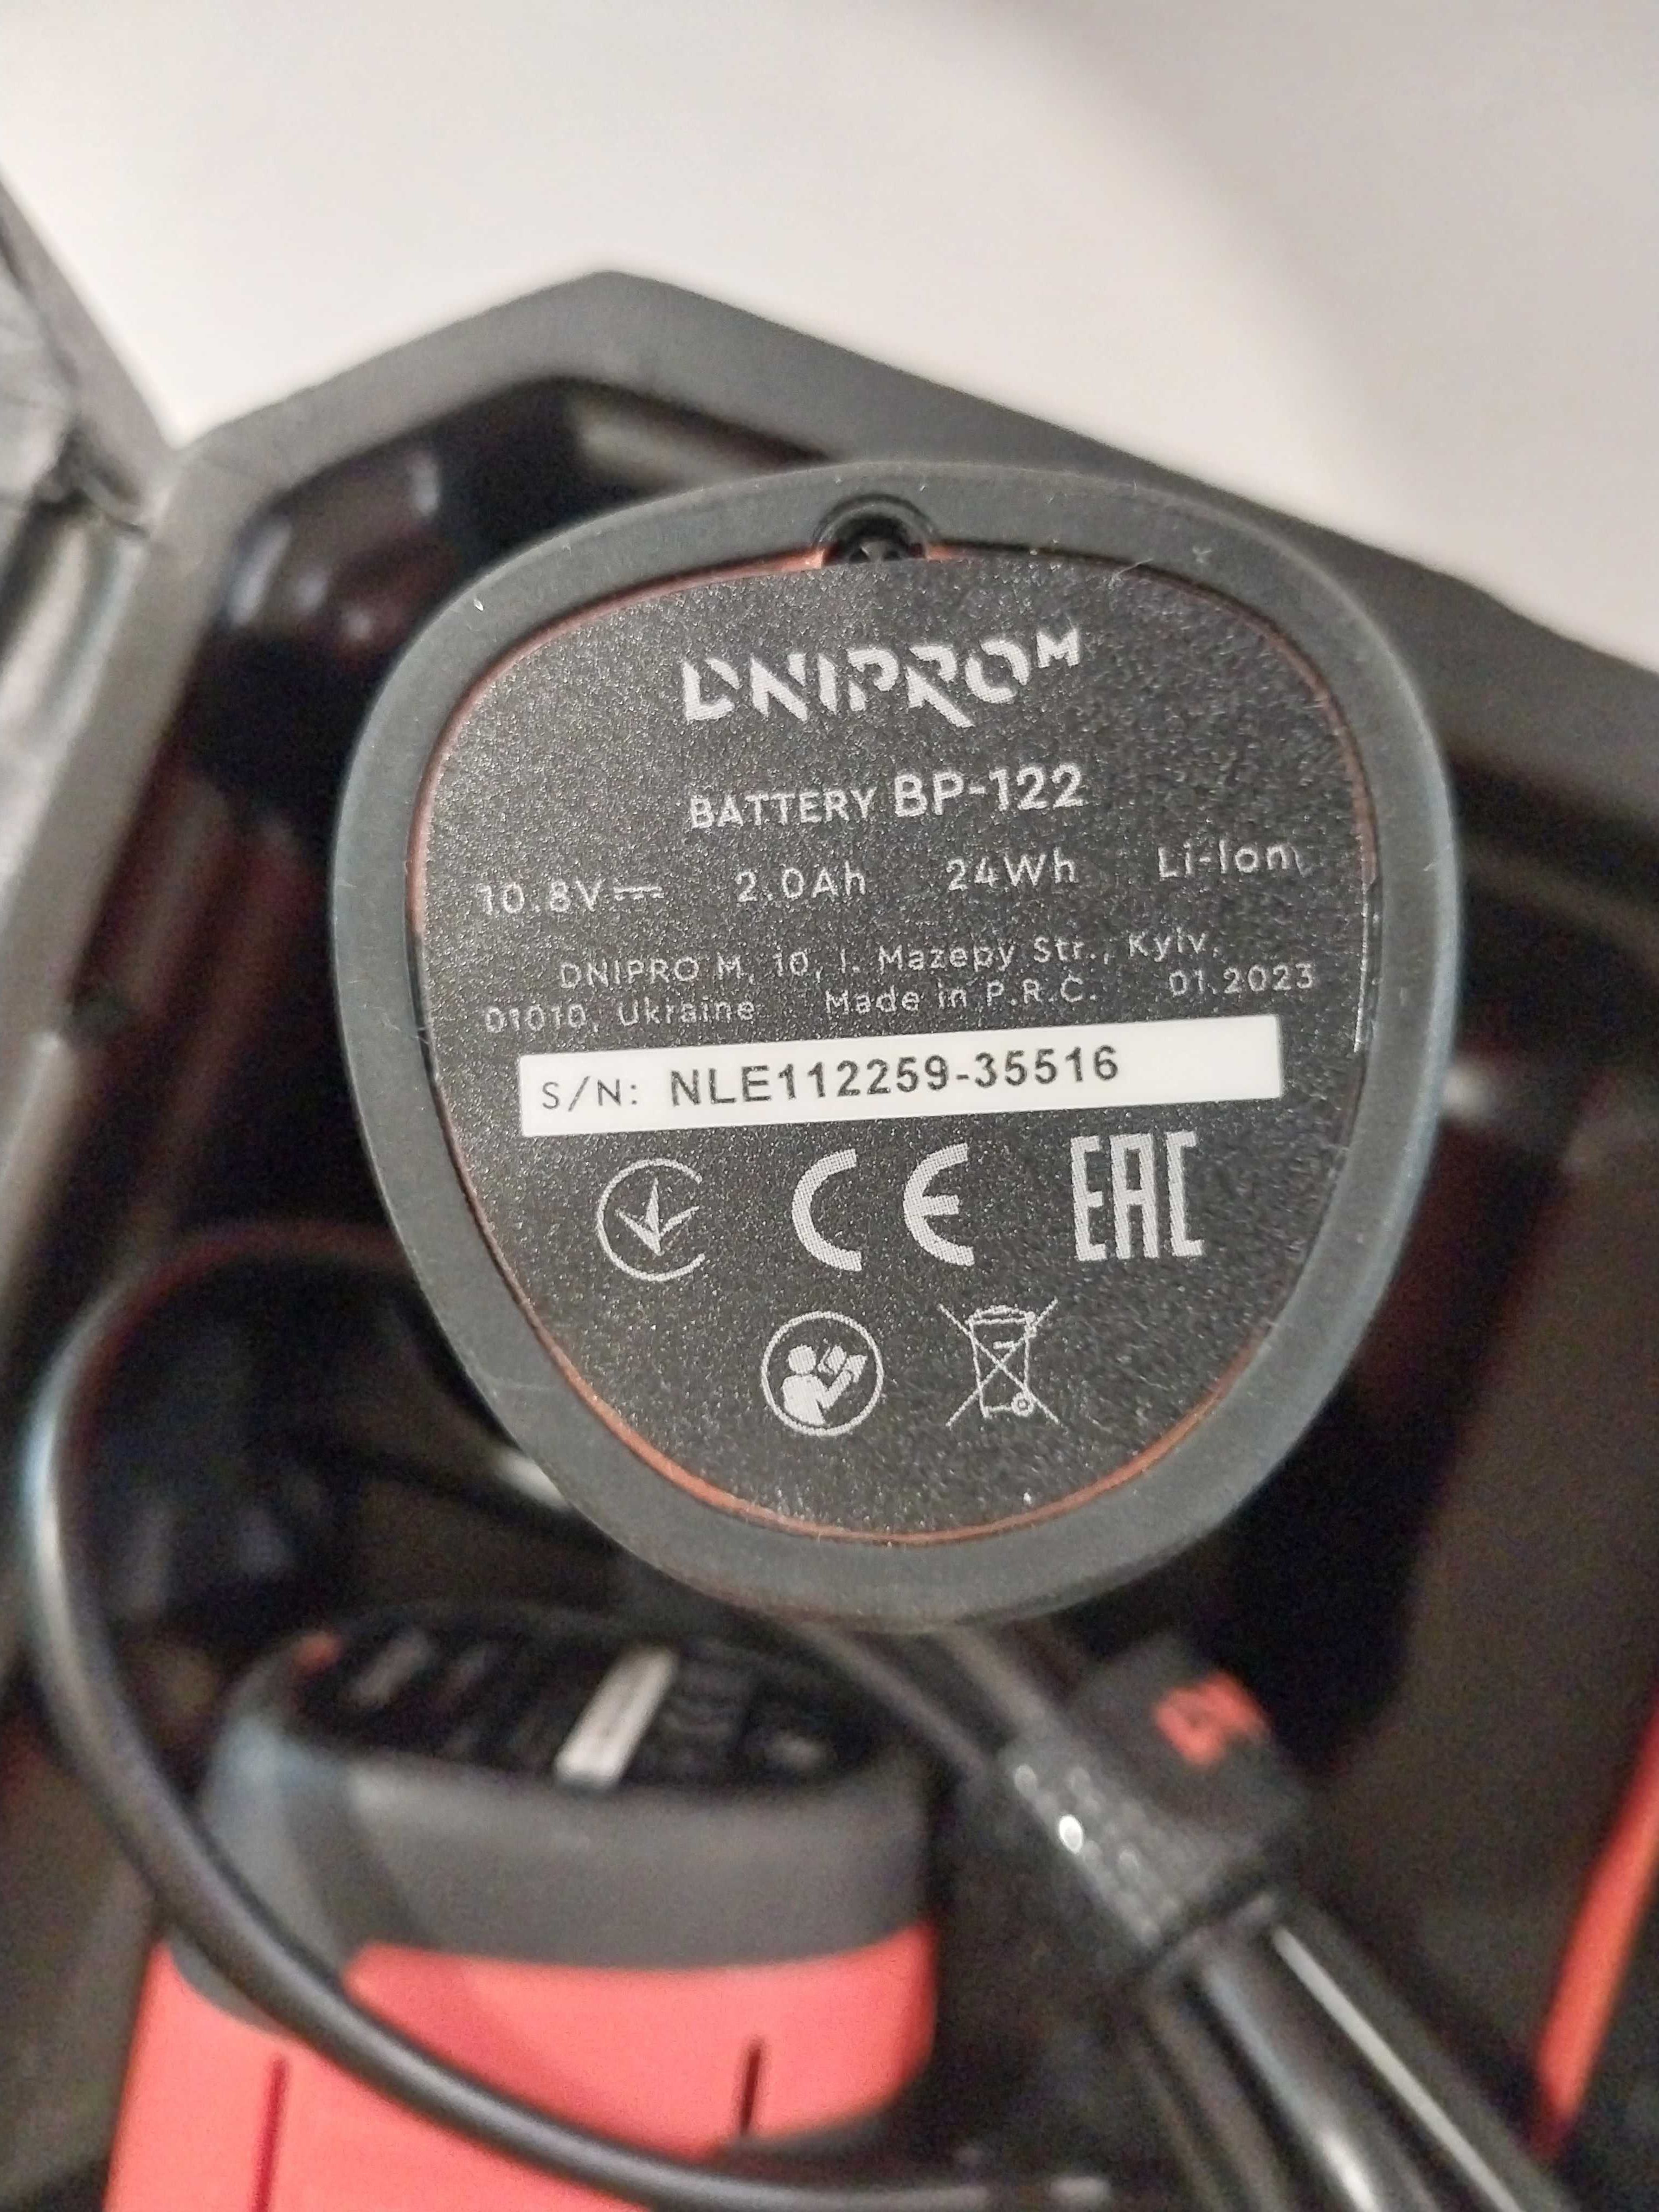 DNIPRO M
BATTERY BP-122
10.8V 2.0Ah 24Wh Li-Ion
DNIPRO M, 10, I. Mazepy Str., Kyiv,
01010, Ukraine Made in P.R.C. 01.2023
S/N: NLE112259-35516
CE EAC